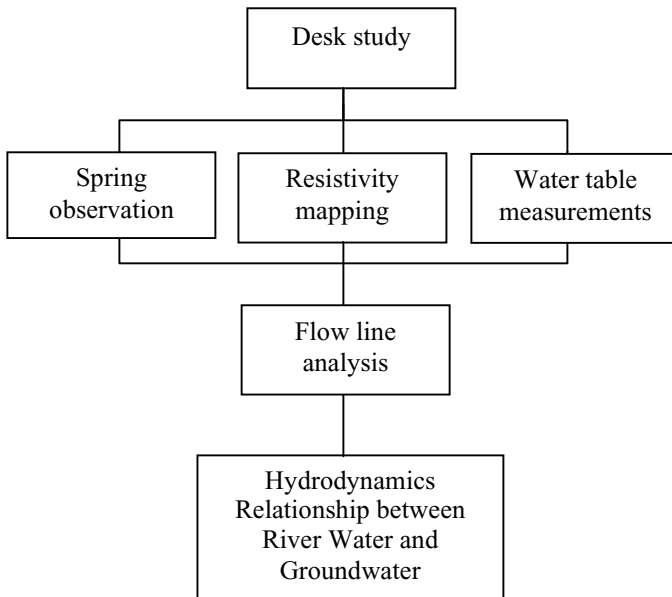 Desk study
Spring
observation
Resistivity
mapping
Water table
measurements
Flow line
analysis
Hydrodynamics
Relationship between
River Water and
Groundwater